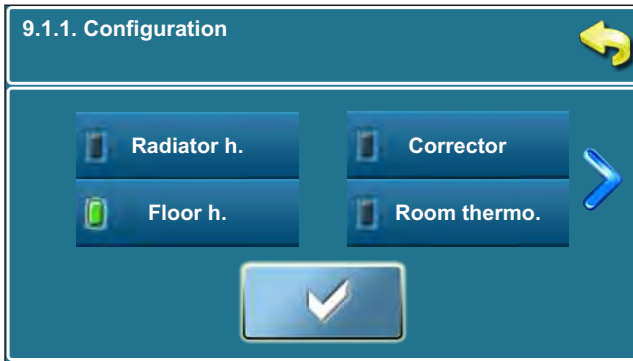 9.1.1. Configuration
Radiator h.
Corrector
Floor h.
Room thermo.